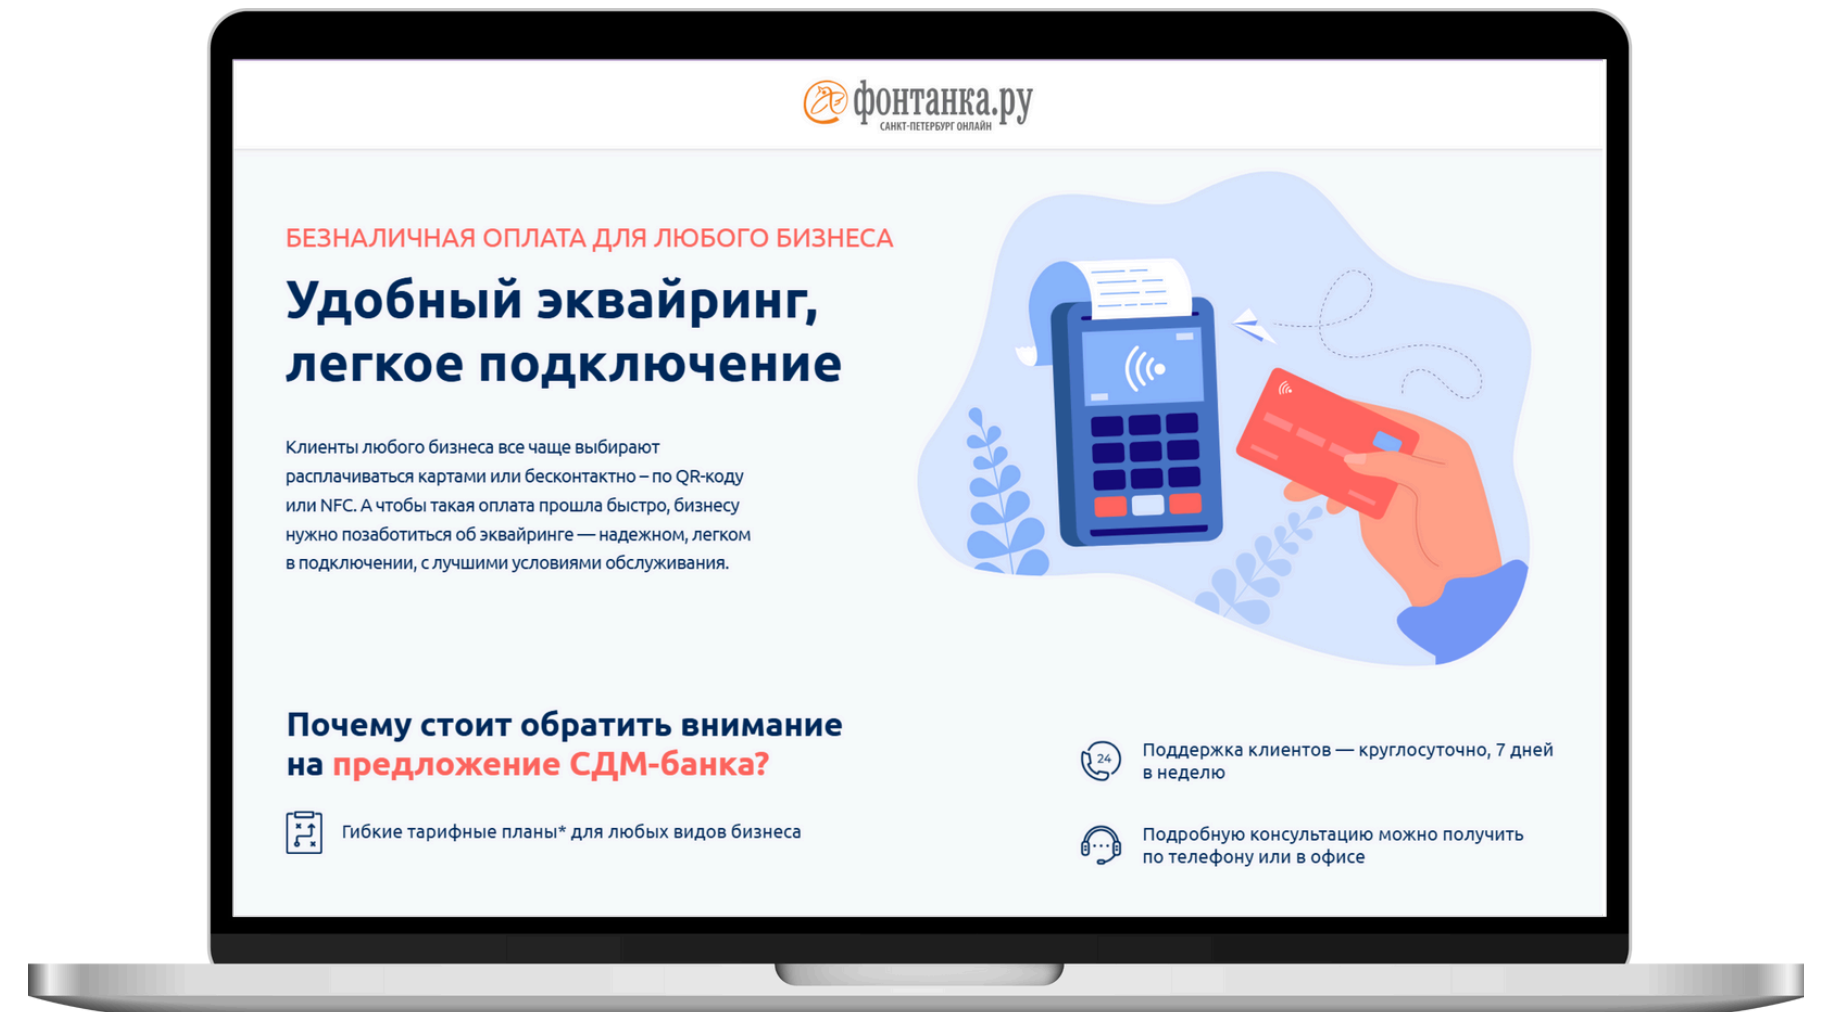 фонтанка.ру
САНКТ-ПЕТЕРБУРГ ОНЛАЙН
БЕЗНАЛИЧНАЯ ОПЛАТА ДЛЯ ЛЮБОГО БИЗНЕСА
Удобный эквайринг,
легкое подключение
Клиенты любого бизнеса все чаще выбирают
расплачиваться картами или бесконтактно – по QR-коду
или NFC. А чтобы такая оплата прошла быстро, бизнесу
нужно позаботиться об эквайринге — надежном, легком
в подключении, с лучшими условиями обслуживания.
Почему стоит обратить внимание
на предложение СДМ-банка?
Гибкие тарифные планы* для любых видов бизнеса
24
Поддержка клиентов — круглосуточно, 7 дней
в неделю
Подробную консультацию можно получить
по телефону или в офисе